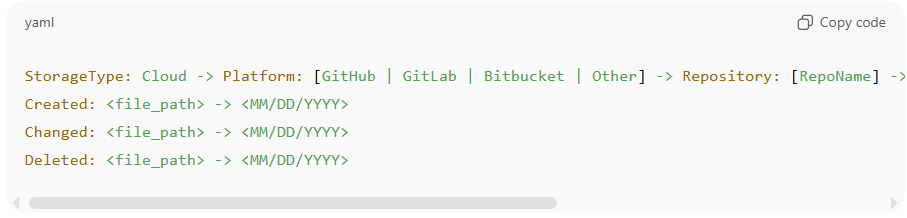 yaml
Copy code
StorageType: Cloud -> Platform: [GitHub | GitLab | Bitbucket | Other] -> Repository: [RepoName] ->
Created: <file_path> -> <MM/DD/YYYY>
Changed: <file_path> -> <MM/DD/YYYY>
Deleted: <file_path> -> <MM/DD/YYYY>